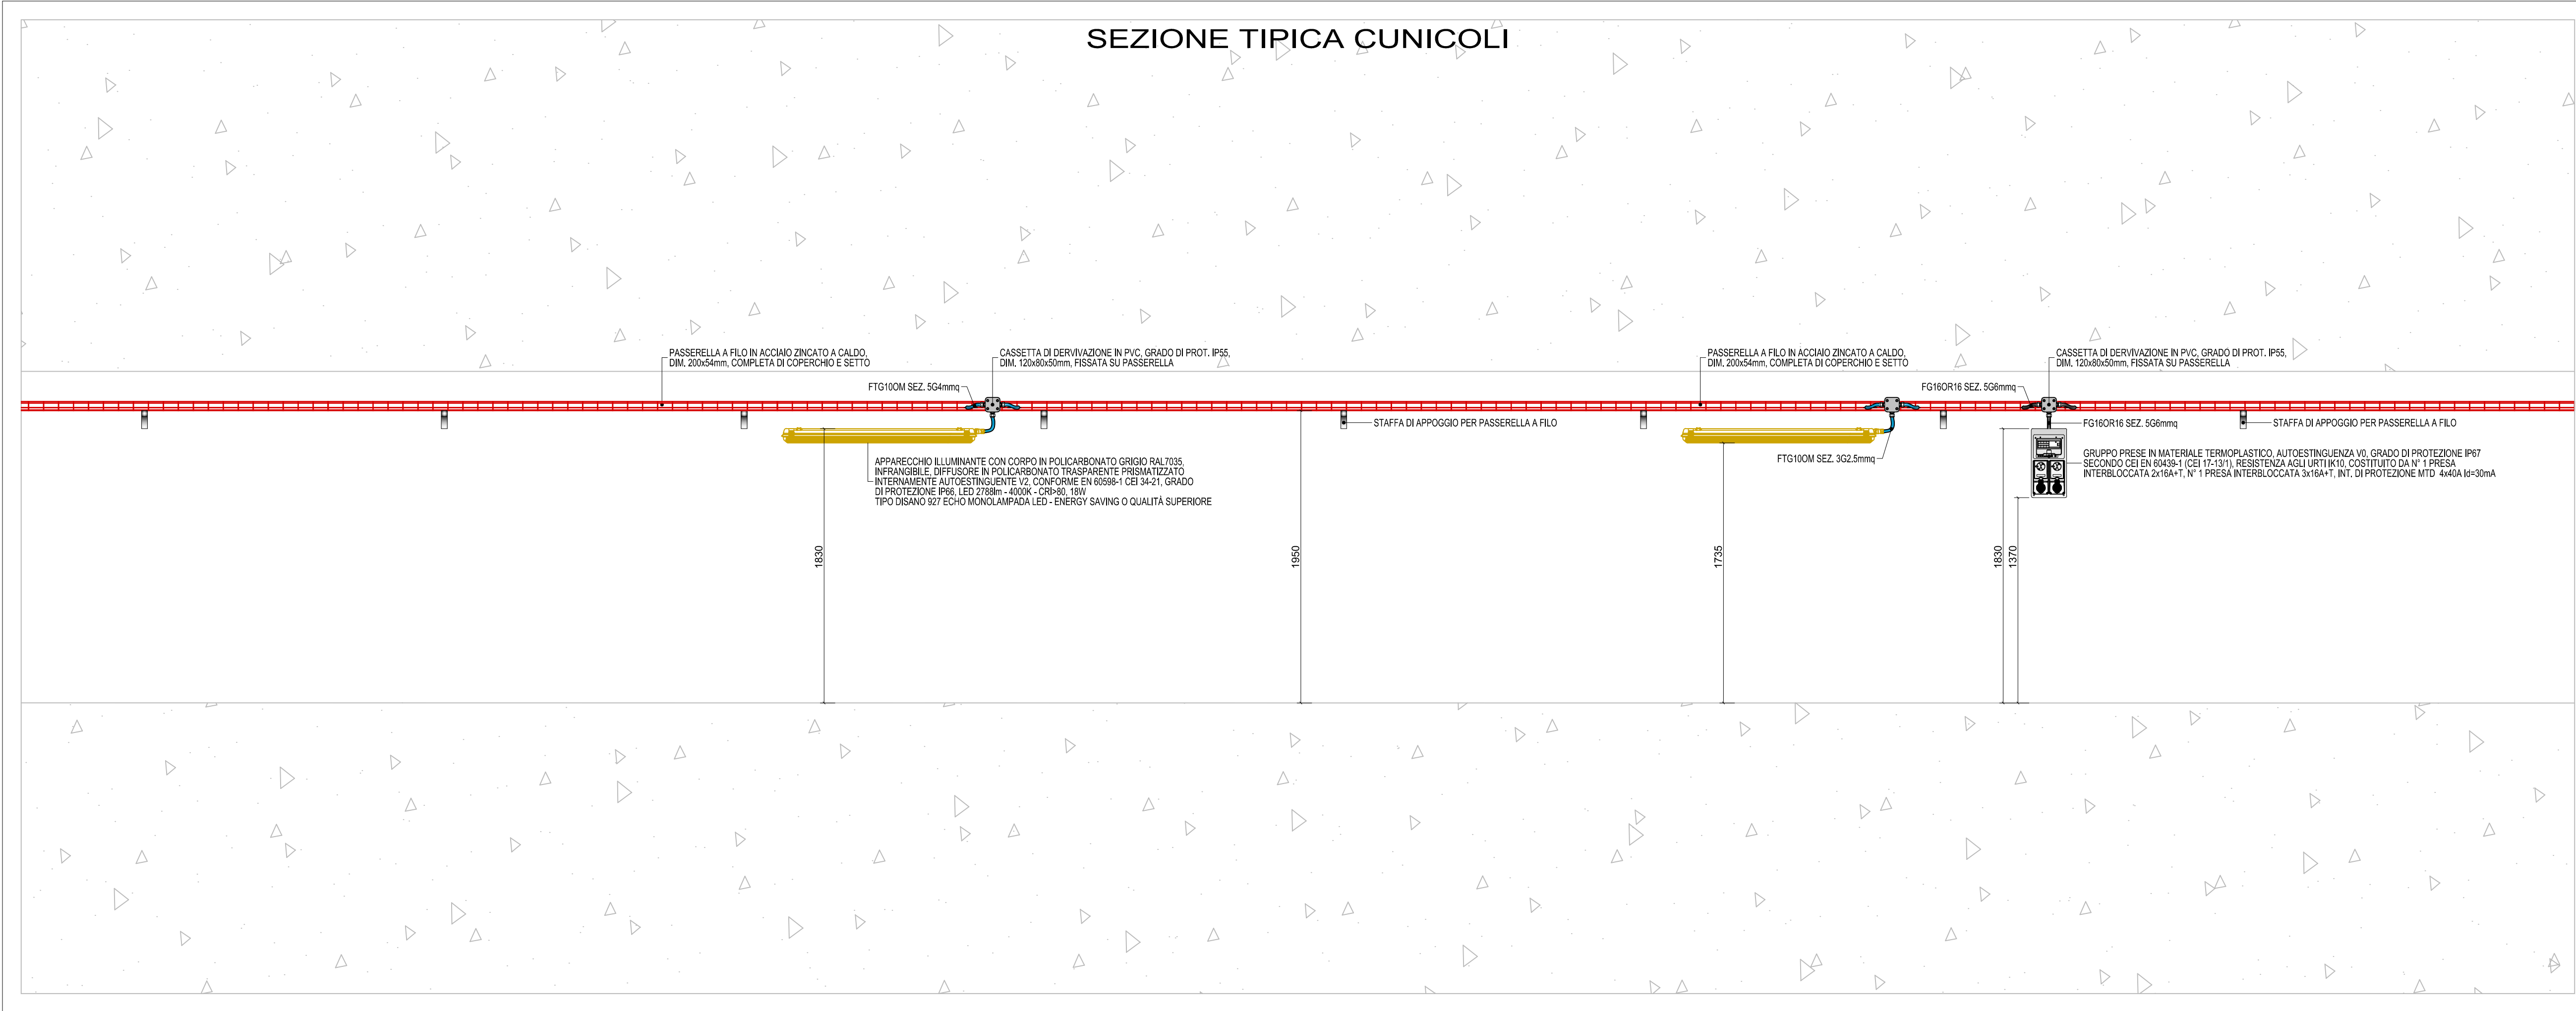 SEZIONE TIPICA CUNICOLI
PASSERELLA A FILO IN ACCIAIO ZINCATO A CALDO,
DIM. 200x54mm, COMPLETA DI COPERCHIO E SETTO
CASSETTA DI DERVIVAZIONE IN PVC, GRADO DI PROT. IP55,
DIM. 120x80x50mm, FISSATA SU PASSERELLA
FTG10OM SEZ. 5G4mmq
PASSERELLA A FILO IN ACCIAIO ZINCATO A CALDO,
DIM. 200x54mm, COMPLETA DI COPERCHIO E SETTO
CASSETTA DI DERVIVAZIONE IN PVC, GRADO DI PROT. IP55,
DIM. 120x80x50mm, FISSATA SU PASSERELLA
FG16OR16 SEZ. 5G6mmq
STAFFA DI APPOGGIO PER PASSERELLA A FILO
FG16OR16 SEZ. 5G6mmq
STAFFA DI APPOGGIO PER PASSERELLA A FILO
APPARECCHIO ILLUMINANTE CON CORPO IN POLICARBONATO GRIGIO RAL7035,
INFRANGIBILE, DIFFUSORE IN POLICARBONATO TRASPARENTE PRISMATIZZATO
INTERNAMENTE AUTOESTINGUENTE V2, CONFORME EN 60598-1 CEI 34-21, GRADO
DI PROTEZIONE IP66, LED 2788lm - 4000K - CRI>80, 18W
TIPO DISANO 927 ECHO MONOLAMPADA LED - ENERGY SAVING O QUALITÀ SUPERIORE
FTG10OM SEZ. 3G2.5mmq
GRUPPO PRESE IN MATERIALE TERMOPLASTICO, AUTOESTINGUENZA V0, GRADO DI PROTEZIONE IP67
SECONDO CEI EN 60439-1 (CEI 17-13/1), RESISTENZA AGLI URTI IK10, COSTITUITO DA N° 1 PRESA
INTERBLOCCATA 2x16A+T, N° 1 PRESA INTERBLOCCATA 3x16A+T, INT. DI PROTEZIONE MTD 4x40A Id=30mA
1830
1950
1735
1830
1370